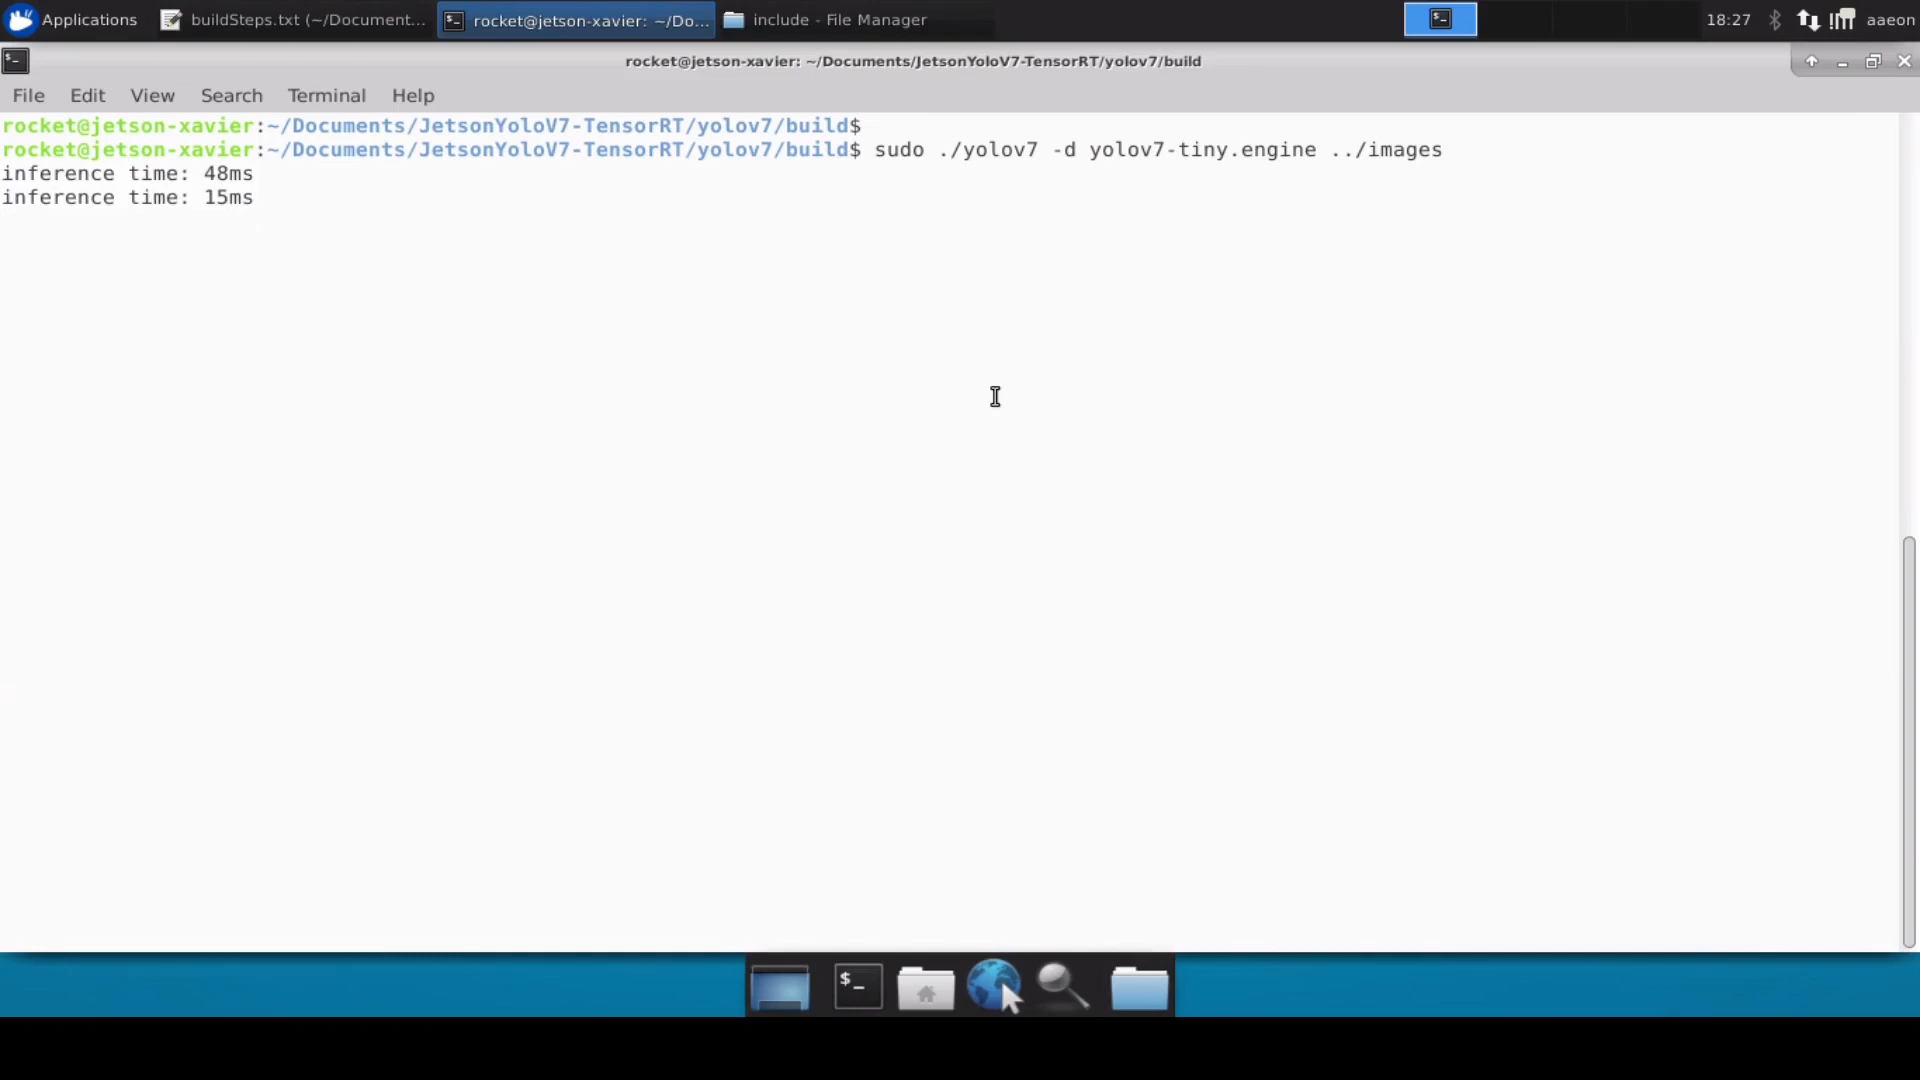 Applications buildSteps.txt (~/Document... rocket@jetson-xavier: ~/Do... include - File Manager 18:27 aaeon
rocket@jetson-xavier: ~/Documents/JetsonYoloV7-TensorRT/yolov7/build
File Edit View Search Terminal Help
rocket@jetson-xavier:~/Documents/JetsonYoloV7-TensorRT/yolov7/build$
rocket@jetson-xavier:~/Documents/JetsonYoloV7-TensorRT/yolov7/build$ sudo ./yolov7 -d yolov7-tiny.engine ../images
inference time: 48ms
inference time: 15ms